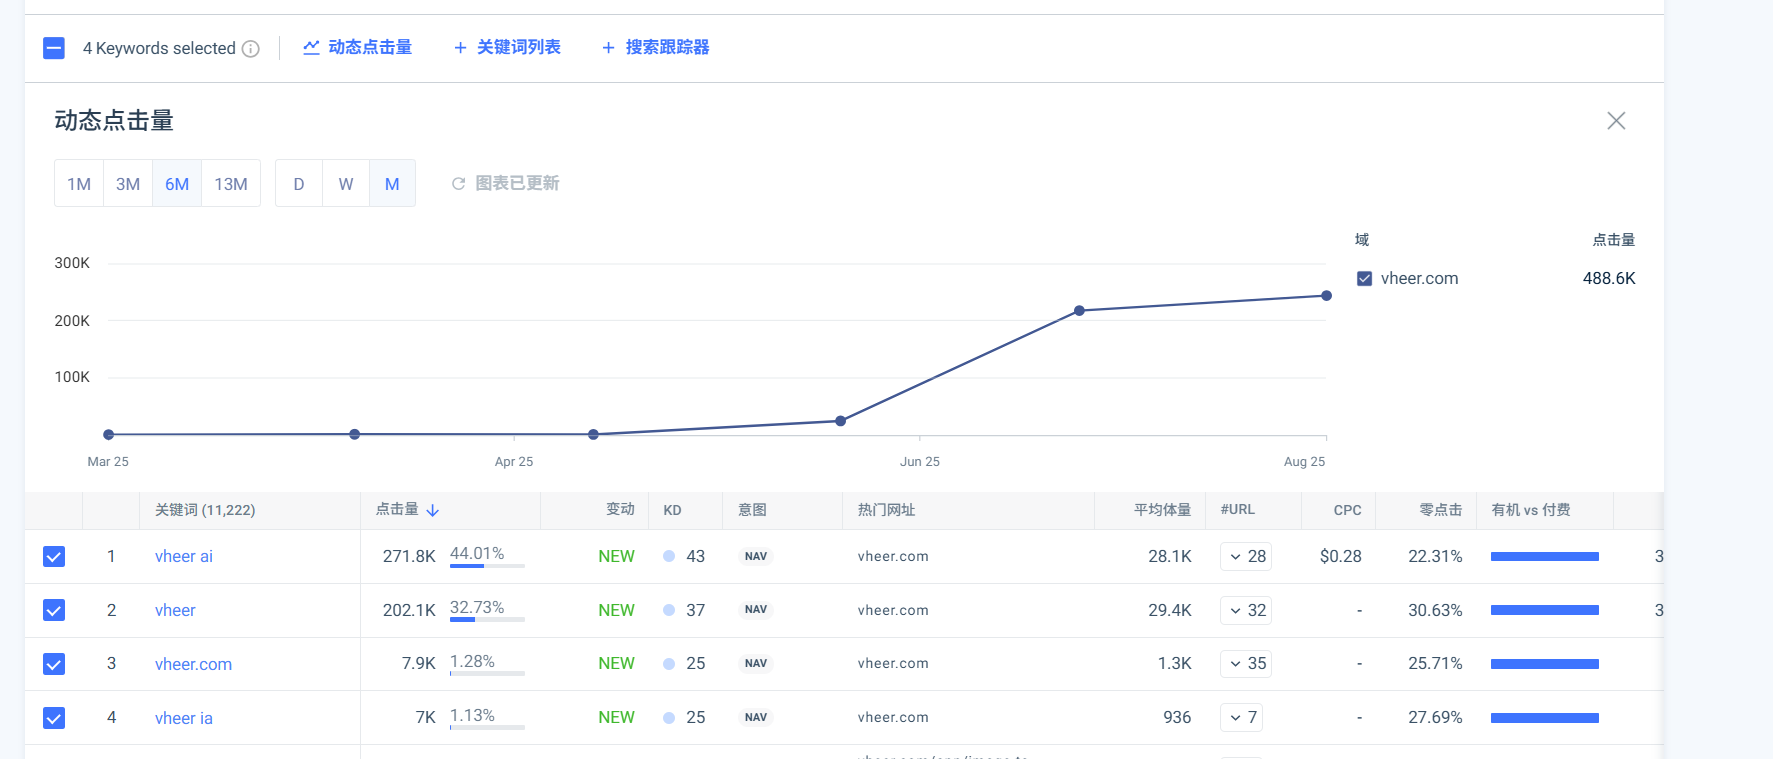 4 Keywords selected 动态点击量 + 关键词列表 + 搜索跟踪器
动态点击量
1M 3M 6M 13M D W M 图表已更新
域 点击量
vheer.com 488.6K
300K
200K
100K
Mar 25 Apr 25 Jun 25 Aug 25
关键词 (11,222) 点击量 变动 KD 意图 热门网址 平均体量 #URL CPC 零点击 有机 vs 付费
1 vheer ai 271.8K 44.01% NEW 43 NAV vheer.com 28.1K 28 $0.28 22.31% 3
2 vheer 202.1K 32.73% NEW 37 NAV vheer.com 29.4K 32 - 30.63% 3
3 vheer.com 7.9K 1.28% NEW 25 NAV vheer.com 1.3K 35 - 25.71%
4 vheer ia 7K 1.13% NEW 25 NAV vheer.com 936 7 - 27.69%